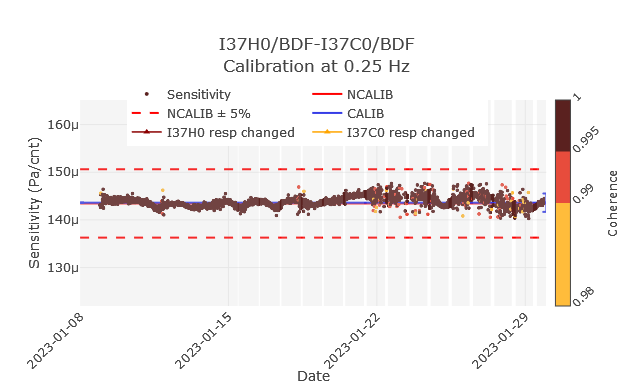 I37H0/BDF-I37C0/BDF
Calibration at 0.25 Hz
Sensitivity
NCALIB
NCALIB ± 5%
CALIB
I37H0 resp changed
I37C0 resp changed
160μ
150μ
140μ
130μ
Sensitivity (Pa/cnt)
2023-01-08
2023-01-15
2023-01-22
2023-01-29
Date
1
0.995
0.99
0.98
Coherence